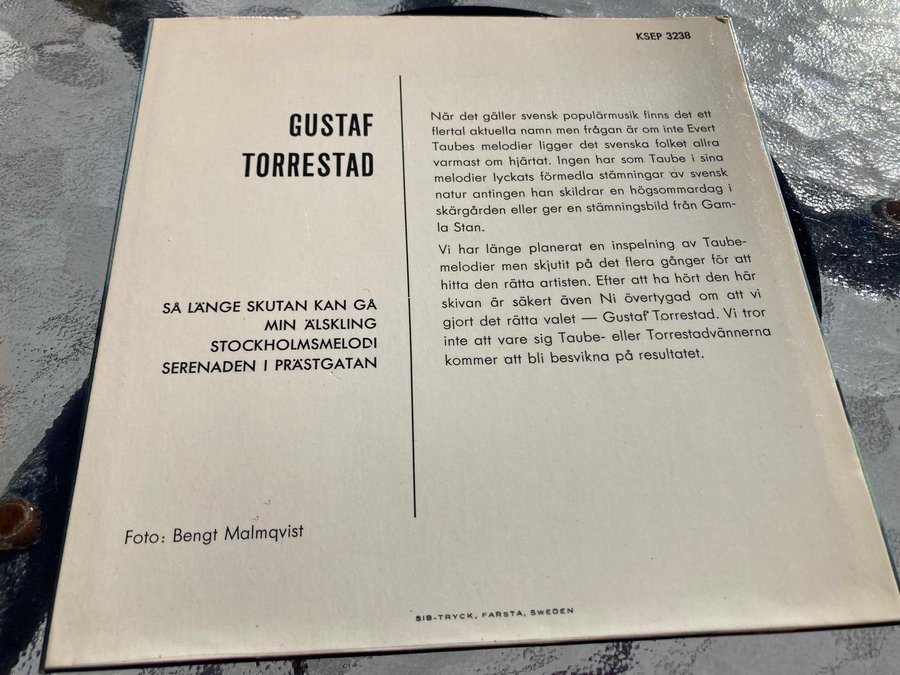 KSEP 3238
GUSTAF
TORRESTAD
SÅ LÄNGE SKUTAN KAN GÅ
MIN ÄLSKLING
STOCKHOLMSMELODI
SERENADEN I PRÄSTGATAN
Foto: Bengt Malmqvist
När det gäller svensk populärmusik finns det ett
flertal aktuella namn men frågan är om inte Evert
Taubes melodier ligger det svenska folket allra
varmast om hjärtat. Ingen har som Taube i sina
melodier lyckats förmedla stämningar av svensk
natur antingen han skildrar en högsommardag i
skärgården eller ger en stämningsbild från Gam-
la Stan.
Vi har länge planerat en inspelning av Taube-
melodier men skjutit på det flera gånger för att
hitta den rätta artisten. Efter att ha hört den här
skivan är säkert även Ni övertygad om att vi
gjort det rätta valet — Gustaf Torrestad. Vi tror
inte att vare sig Taube- eller Torrestadvännerna
kommer att bli besvikna på resultatet.
SIB-TRYCK, FARSTA, SWEDEN